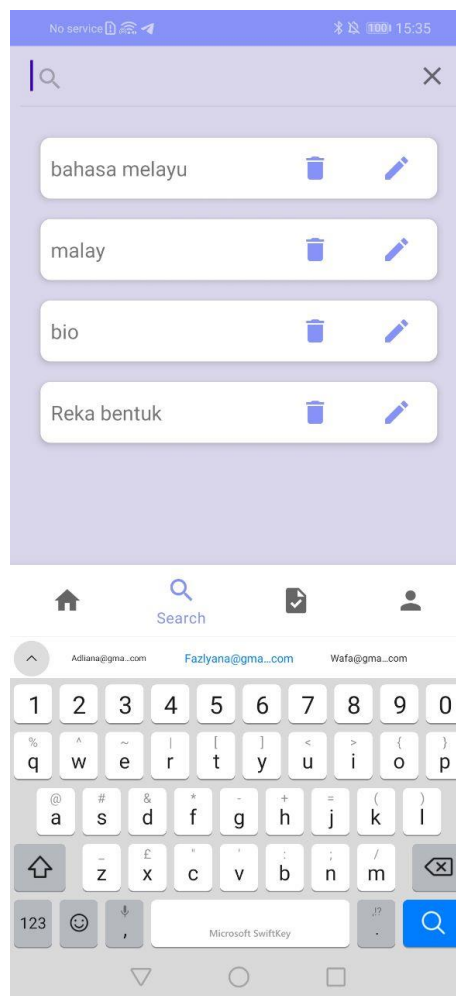 No service 100 15:35
bahasa melayu
malay
bio
Reka bentuk
Search
Adliana@gma...com Fazlyana@gma...com Wafa@gma...com
1 2 3 4 5 6 7 8 9 0
% ^ ~ | [ ] < > { }
q w e r t y u i o p
@ # & * - + = ( )
a s d f g h j k l
_ £ " ' : ; /
z x c v b n m
123 , Microsoft SwiftKey ,!? .